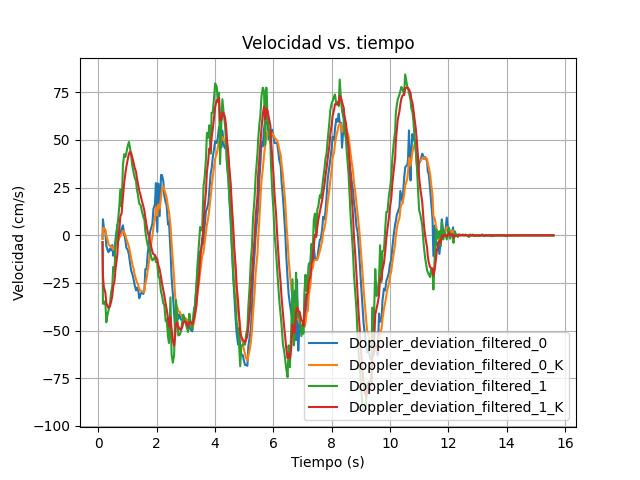 Velocidad vs. tiempo
Velocidad (cm/s)
75
50
25
0
−25
−50
−75
−100
Doppler_deviation_filtered_0
Doppler_deviation_filtered_0_K
Doppler_deviation_filtered_1
Doppler_deviation_filtered_1_K
0 2 4 6 8 10 12 14 16
Tiempo (s)